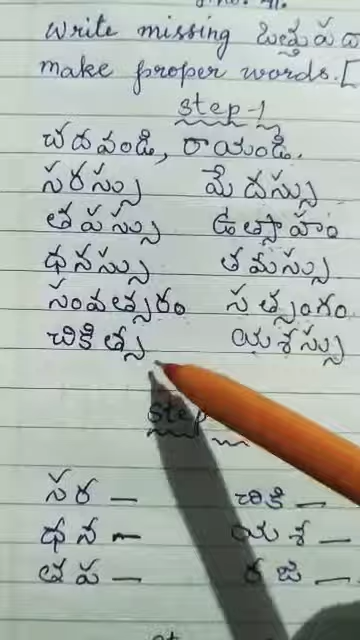 Write missing
make proper words. [
Step-1
చదవండి, రాయండి.
సరస్సు మేదస్సు
తపస్సు ఉత్సాహం
ధనస్సు తమస్సు
సంవత్సరం సత్సంగం
చికిత్స యశస్సు
Step
సర — చికి —
ధన — యశ —
తప — రజ —